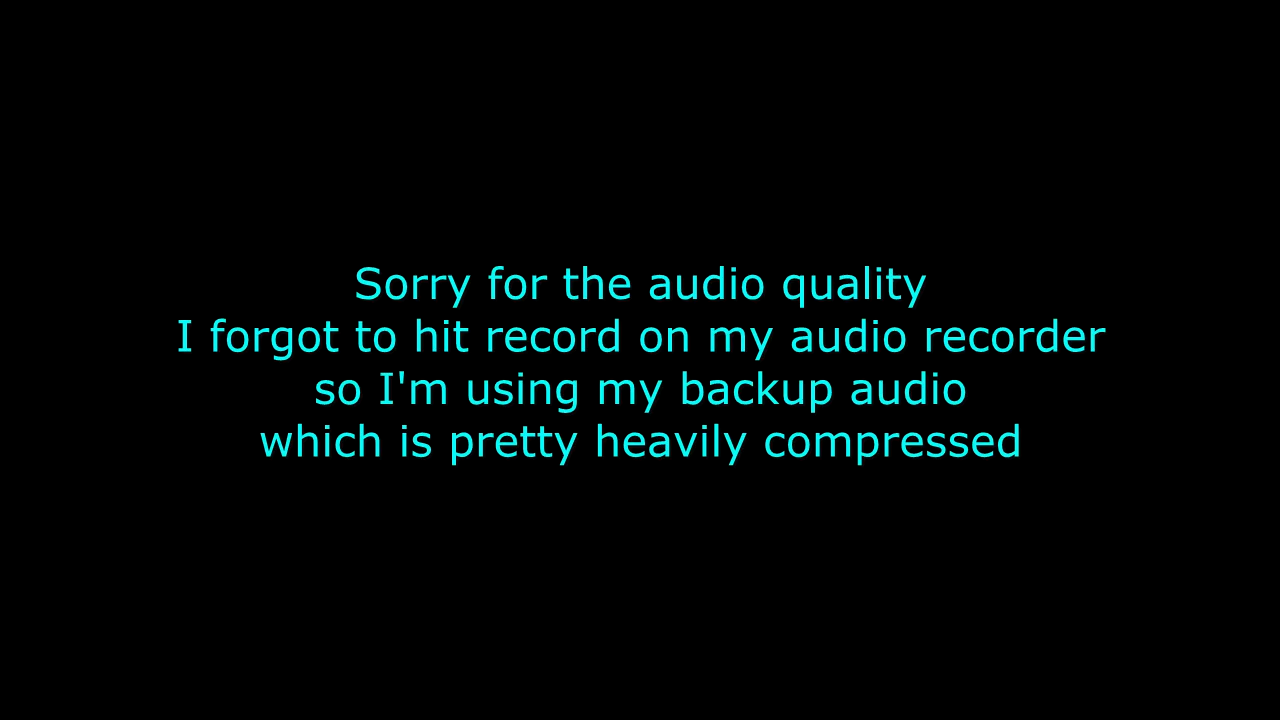 Sorry for the audio quality
I forgot to hit record on my audio recorder
so I'm using my backup audio
which is pretty heavily compressed